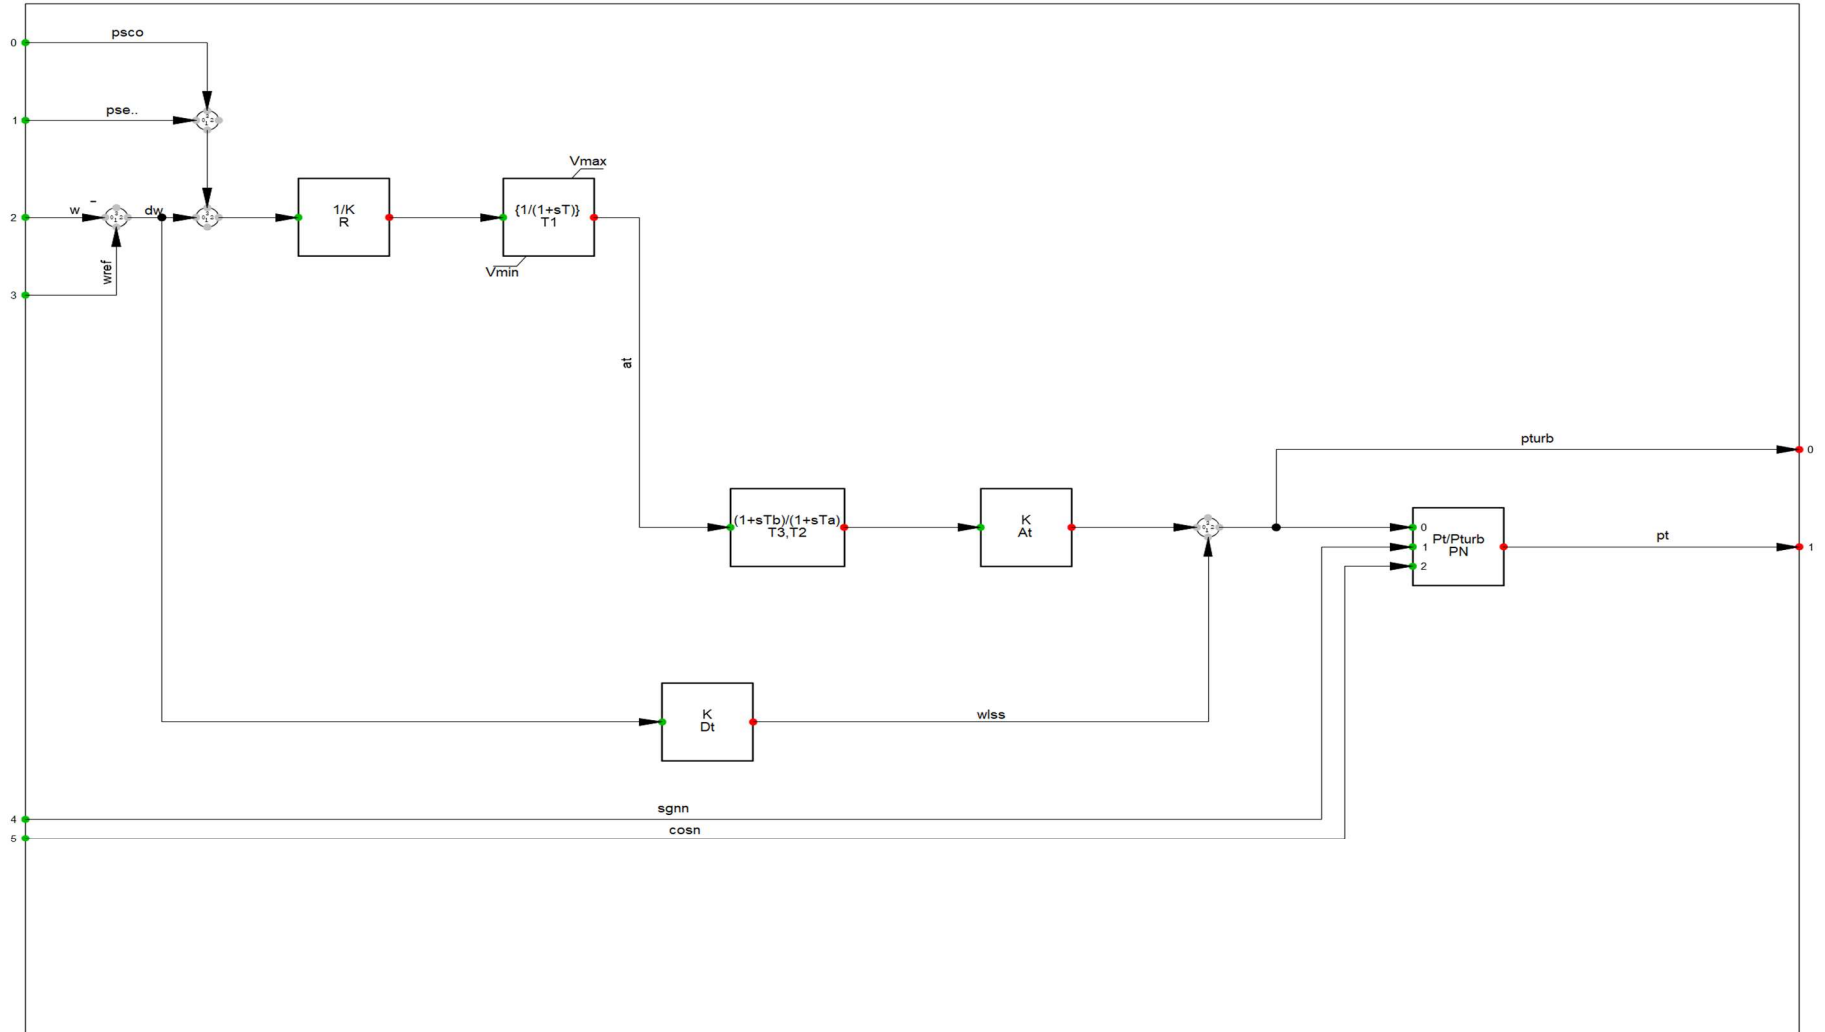 psco
0
pse..
1
Vmax
w
-
dw
2
1/K
R
{1/(1+sT)}
T1
Vmin
wref
3
at
pturb
0
(1+sTb)/(1+sTa)
T3,T2
K
At
0
1
2
Pt/Pturb
PN
pt
1
K
Dt
wlss
sgnn
4
cosn
5